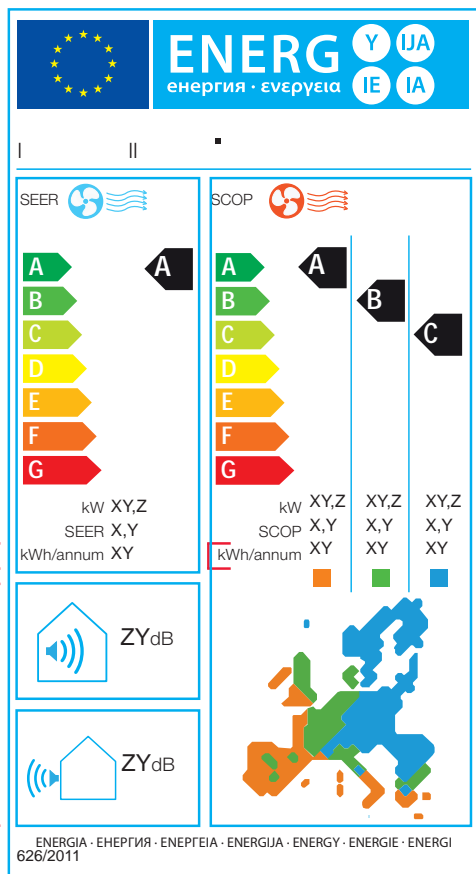 ENERG Y IJA
енергия · ενεργεια IE IA
I II
SEER
A A
B
C
D
E
F
G
kW XY,Z
SEER X,Y
kWh/annum XY
SCOP
A A
B B
C C
D
E
F
G
kW XY,Z XY,Z XY,Z
SCOP X,Y X,Y X,Y
kWh/annum XY XY XY
ZYdB
ZYdB
ENERGIA · ЕНЕРГИЯ · ΕΝΕΡΓΕΙΑ · ENERGIJA · ENERGY · ENERGIE · ENERGI
626/2011